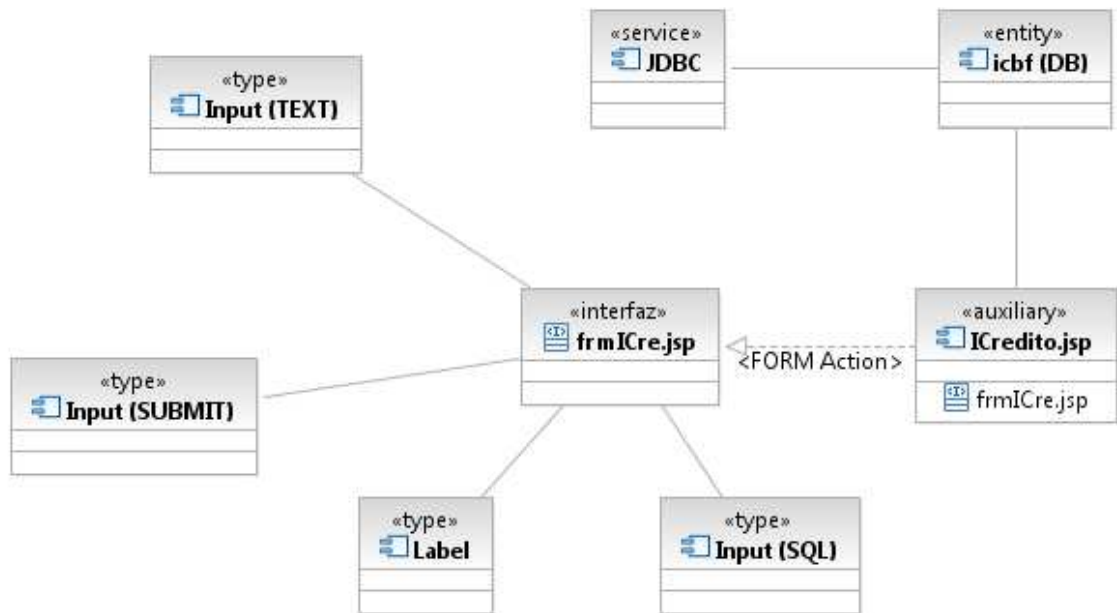 «service»
JDBC
«entity»
icbf (DB)
«type»
Input (TEXT)
«interfaz»
frmICre.jsp
<FORM Action>
«auxiliary»
ICredito.jsp
frmICre.jsp
«type»
Input (SUBMIT)
«type»
Label
«type»
Input (SQL)